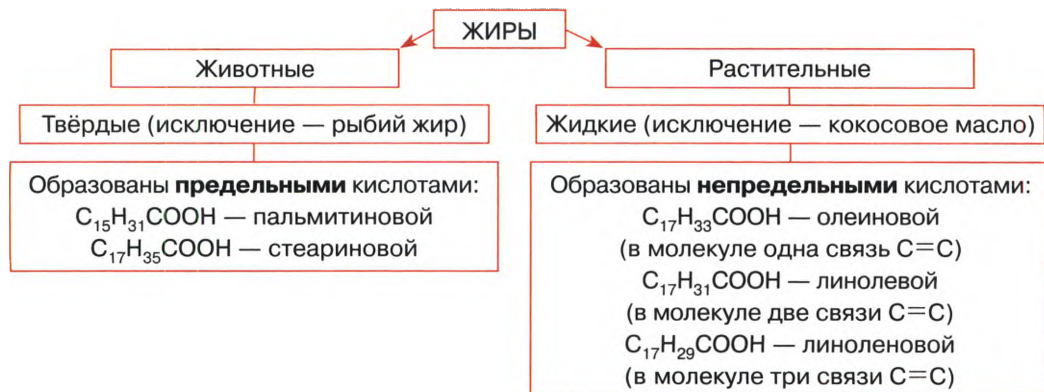 ЖИРЫ
Животные
Твёрдые (исключение — рыбий жир)
Образованы предельными кислотами:
C₁₅H₃₁COOH — пальмитиновой
C₁₇H₃₅COOH — стеариновой
Растительные
Жидкие (исключение — кокосовое масло)
Образованы непредельными кислотами:
C₁₇H₃₃COOH — олеиновой
(в молекуле одна связь C=C)
C₁₇H₃₁COOH — линолевой
(в молекуле две связи C=C)
C₁₇H₂₉COOH — линоленовой
(в молекуле три связи C=C)